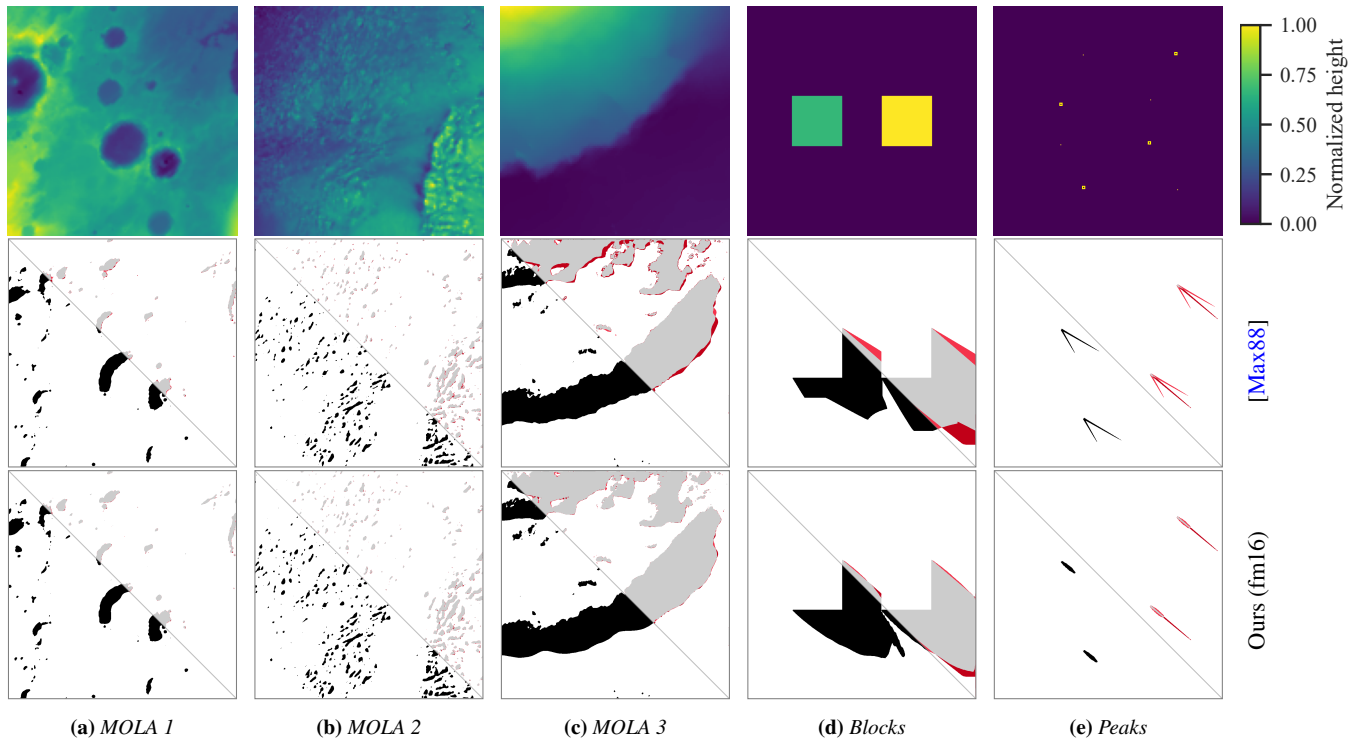 1.00
0.75
0.50
0.25
0.00
Normalized height
[Max88]
Ours (fm16)
(a) MOLA 1
(b) MOLA 2
(c) MOLA 3
(d) Blocks
(e) Peaks